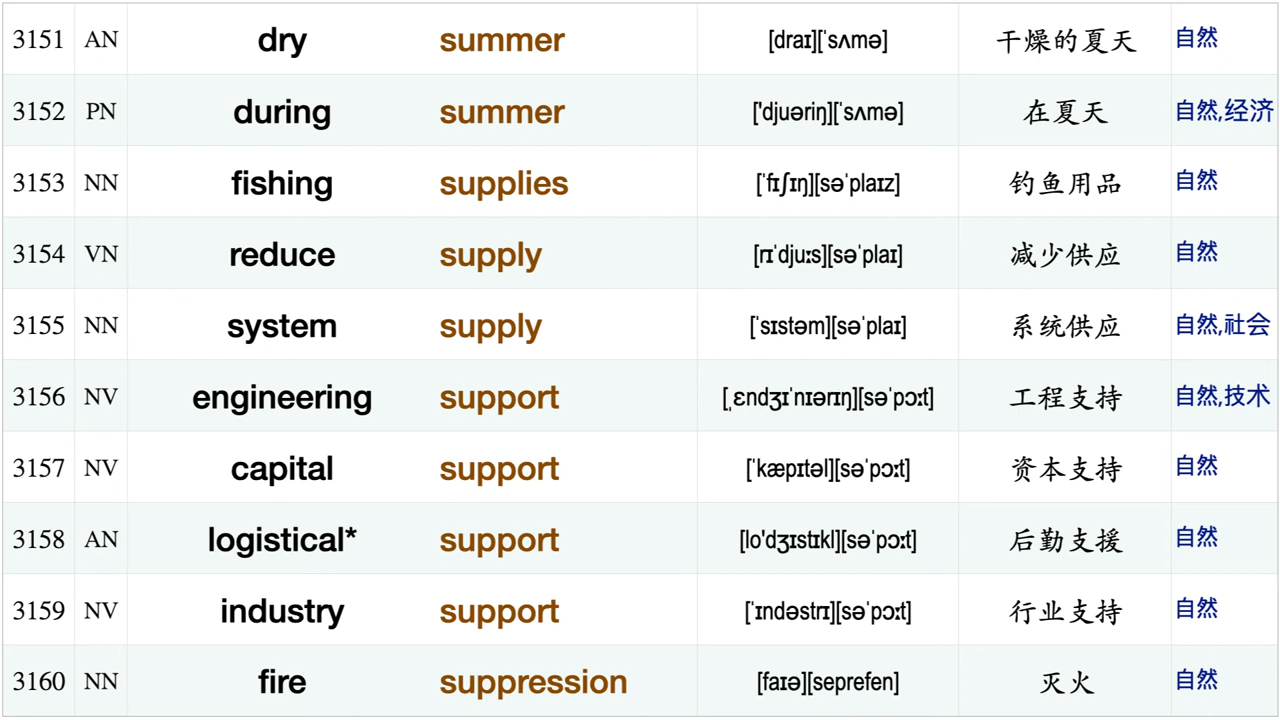 3151 AN dry summer [draɪ][ˈsʌmə] 干燥的夏天 自然
3152 PN during summer ['djuəriŋ][ˈsʌmə] 在夏天 自然,经济
3153 NN fishing supplies [ˈfɪʃɪŋ][səˈplaɪz] 钓鱼用品 自然
3154 VN reduce supply [rɪˈdjuːs][səˈplaɪ] 减少供应 自然
3155 NN system supply [ˈsɪstəm][səˈplaɪ] 系统供应 自然,社会
3156 NV engineering support [ˌɛndʒɪˈnɪərɪŋ][səˈpɔːt] 工程支持 自然,技术
3157 NV capital support [ˈkæpɪtəl][səˈpɔːt] 资本支持 自然
3158 AN logistical* support [lo'dʒɪstɪkl][səˈpɔːt] 后勤支援 自然
3159 NV industry support [ˈɪndəstrɪ][səˈpɔːt] 行业支持 自然
3160 NN fire suppression [faɪə][seprefen] 灭火 自然